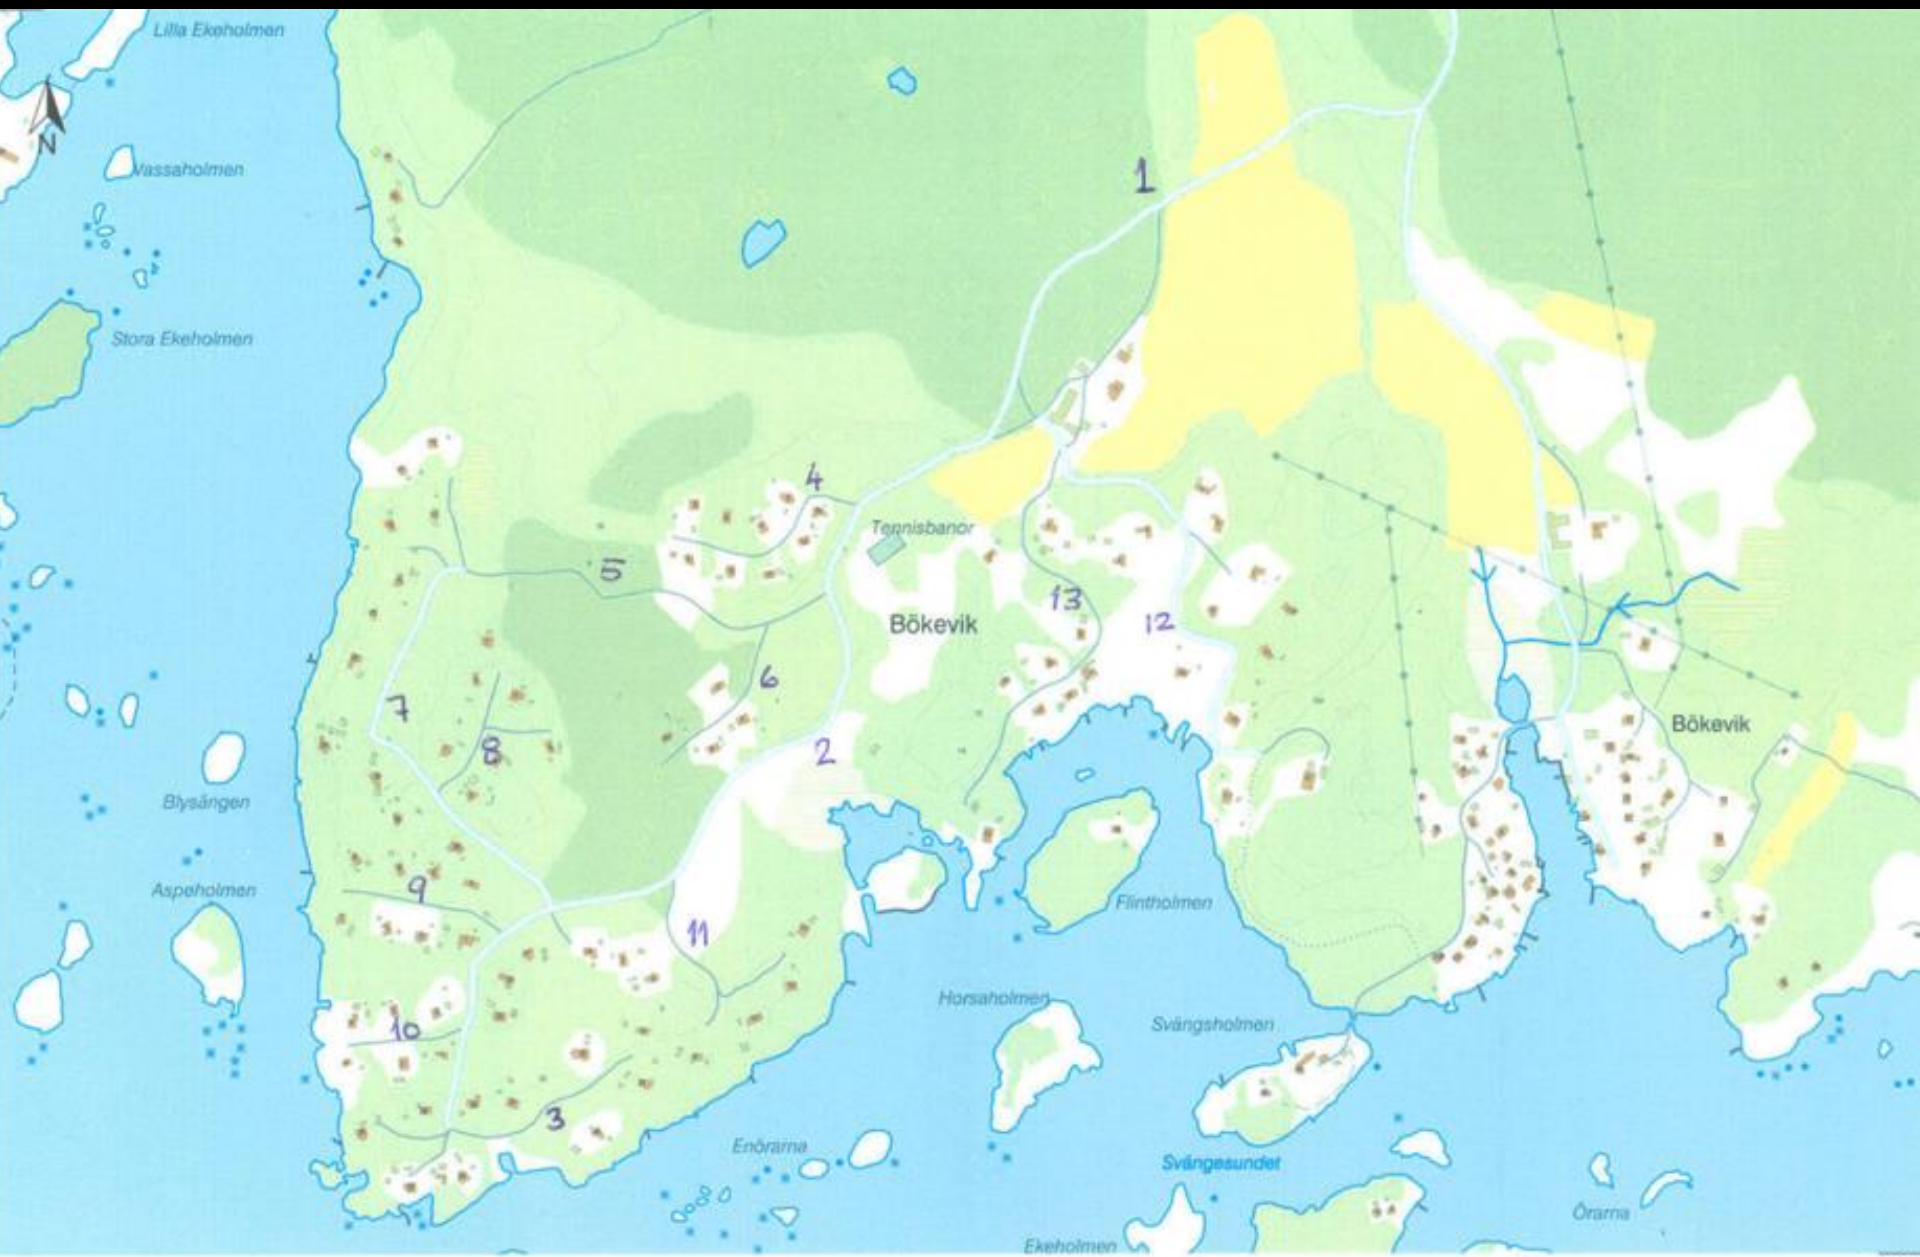 Lilla Ekeholmen
N
Vassaholmen
1
Stora Ekeholmen
4
Tennisbanor
5
13
Bökevik
12
6
7
Bökevik
8
2
Blysängen
Aspeholmen
9
Flintholmen
11
Horsaholmen
Svängsholmen
10
3
Enörarna
Svängesundet
Örarna
Ekeholmen